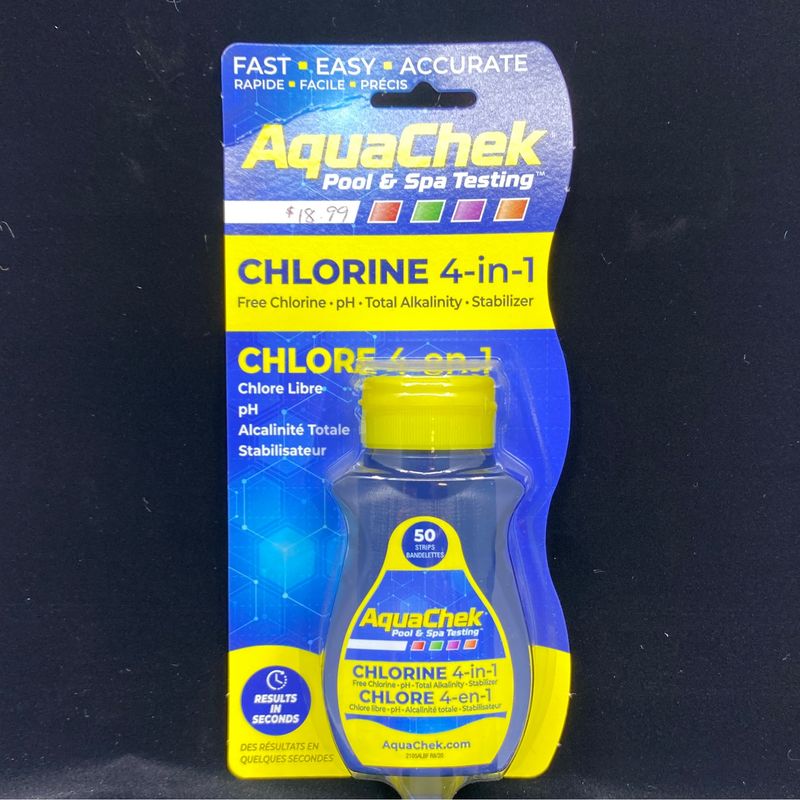 FAST ▪ EASY ▪ ACCURATE
RAPIDE ▪ FACILE ▪ PRÉCIS
AquaChek®
Pool & Spa Testing™
$18.99
CHLORINE 4-in-1
Free Chlorine • pH • Total Alkalinity • Stabilizer
CHLORE 4-en-1
Chlore Libre
pH
Alcalinité Totale
Stabilisateur
50
STRIPS
BANDELETTES
AquaChek®
Pool & Spa Testing™
CHLORINE 4-in-1
Free Chlorine • pH • Total Alkalinity • Stabilizer
CHLORE 4-en-1
Chlore libre • pH • Alcalinité totale • Stabilisateur
AquaChek.com
RESULTS
IN
SECONDS
DES RÉSULTATS EN
QUELQUES SECONDES